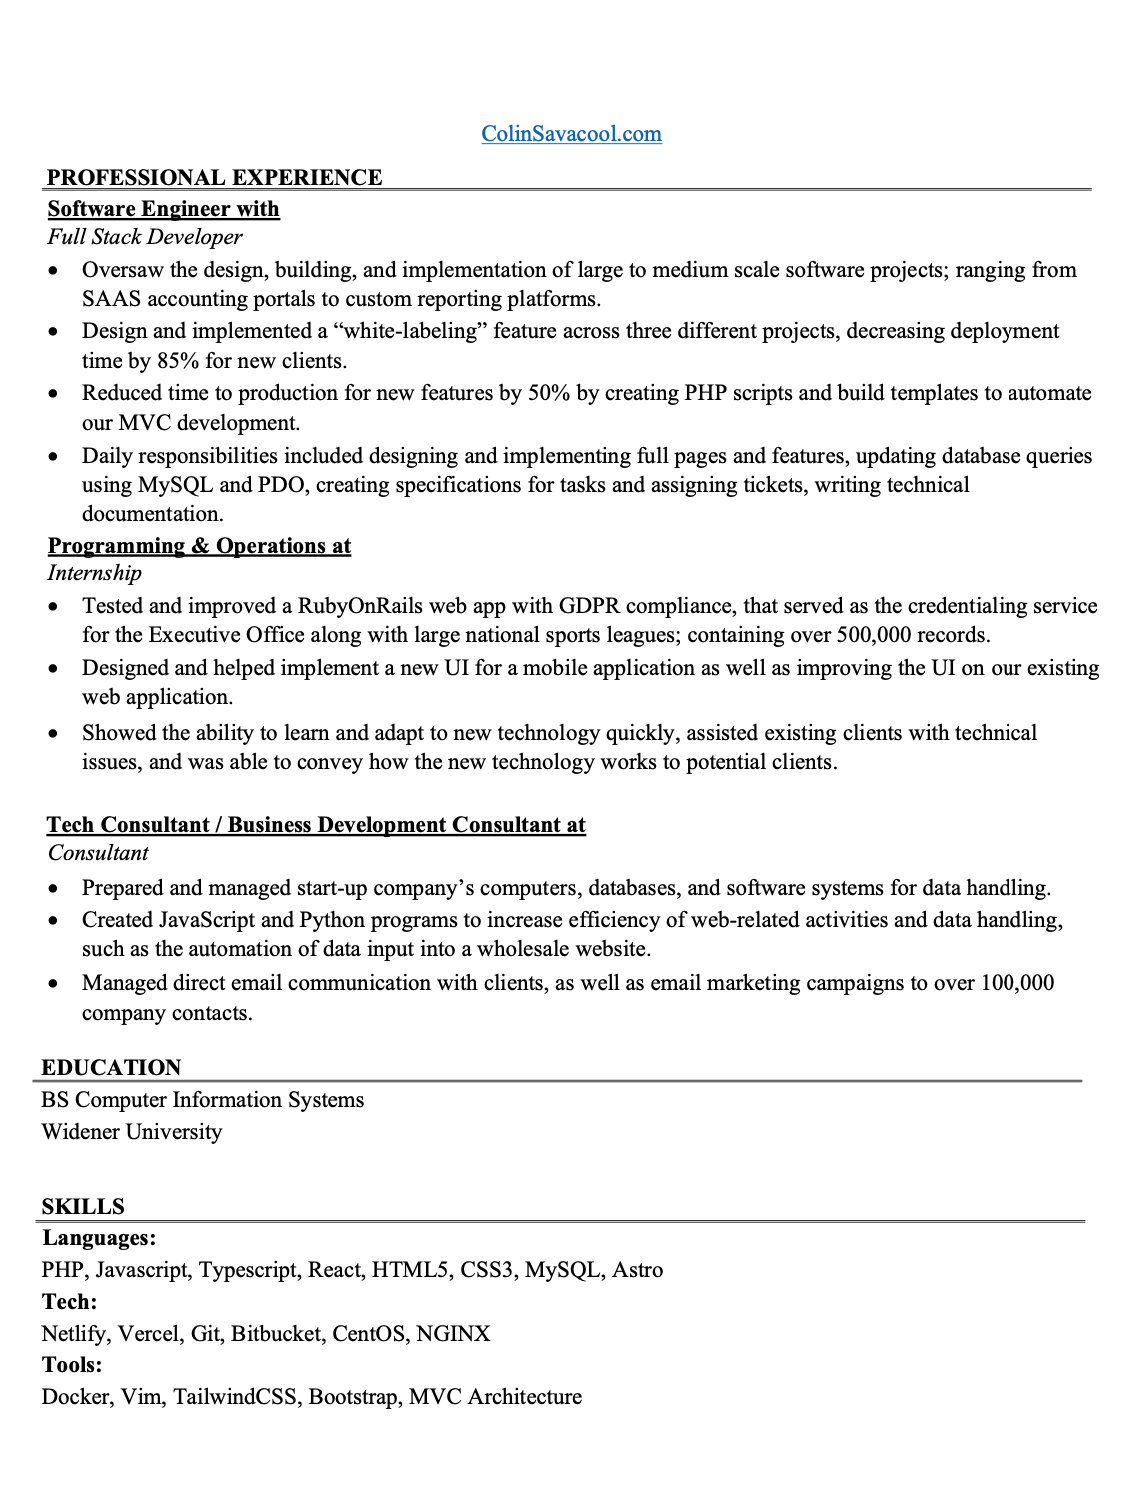 ColinSavacool.com
PROFESSIONAL EXPERIENCE
Software Engineer with
Full Stack Developer
• Oversaw the design, building, and implementation of large to medium scale software projects; ranging from
SAAS accounting portals to custom reporting platforms.
• Design and implemented a “white-labeling” feature across three different projects, decreasing deployment
time by 85% for new clients.
• Reduced time to production for new features by 50% by creating PHP scripts and build templates to automate
our MVC development.
• Daily responsibilities included designing and implementing full pages and features, updating database queries
using MySQL and PDO, creating specifications for tasks and assigning tickets, writing technical
documentation.
Programming & Operations at
Internship
• Tested and improved a RubyOnRails web app with GDPR compliance, that served as the credentialing service
for the Executive Office along with large national sports leagues; containing over 500,000 records.
• Designed and helped implement a new UI for a mobile application as well as improving the UI on our existing
web application.
• Showed the ability to learn and adapt to new technology quickly, assisted existing clients with technical
issues, and was able to convey how the new technology works to potential clients.
Tech Consultant / Business Development Consultant at
Consultant
• Prepared and managed start-up company’s computers, databases, and software systems for data handling.
• Created JavaScript and Python programs to increase efficiency of web-related activities and data handling,
such as the automation of data input into a wholesale website.
• Managed direct email communication with clients, as well as email marketing campaigns to over 100,000
company contacts.
EDUCATION
BS Computer Information Systems
Widener University
SKILLS
Languages:
PHP, Javascript, Typescript, React, HTML5, CSS3, MySQL, Astro
Tech:
Netlify, Vercel, Git, Bitbucket, CentOS, NGINX
Tools:
Docker, Vim, TailwindCSS, Bootstrap, MVC Architecture